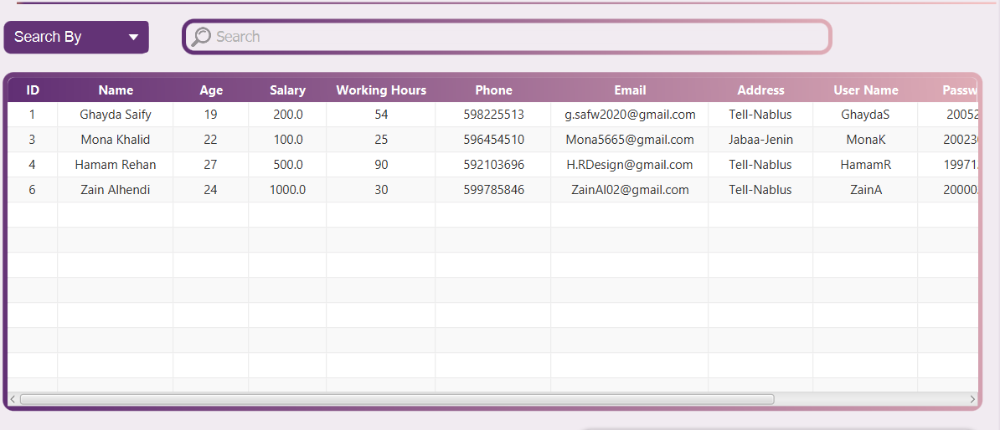 Search By
Search
ID Name Age Salary Working Hours Phone Email Address User Name Passw
1 Ghayda Saify 19 200.0 54 598225513 g.safw2020@gmail.com Tell-Nablus GhaydaS 20052
3 Mona Khalid 22 100.0 25 596454510 Mona5665@gmail.com Jabaa-Jenin MonaK 20023
4 Hamam Rehan 27 500.0 90 592103696 H.RDesign@gmail.com Tell-Nablus HamamR 19971
6 Zain Alhendi 24 1000.0 30 599785846 ZainAl02@gmail.com Tell-Nablus ZainA 20000